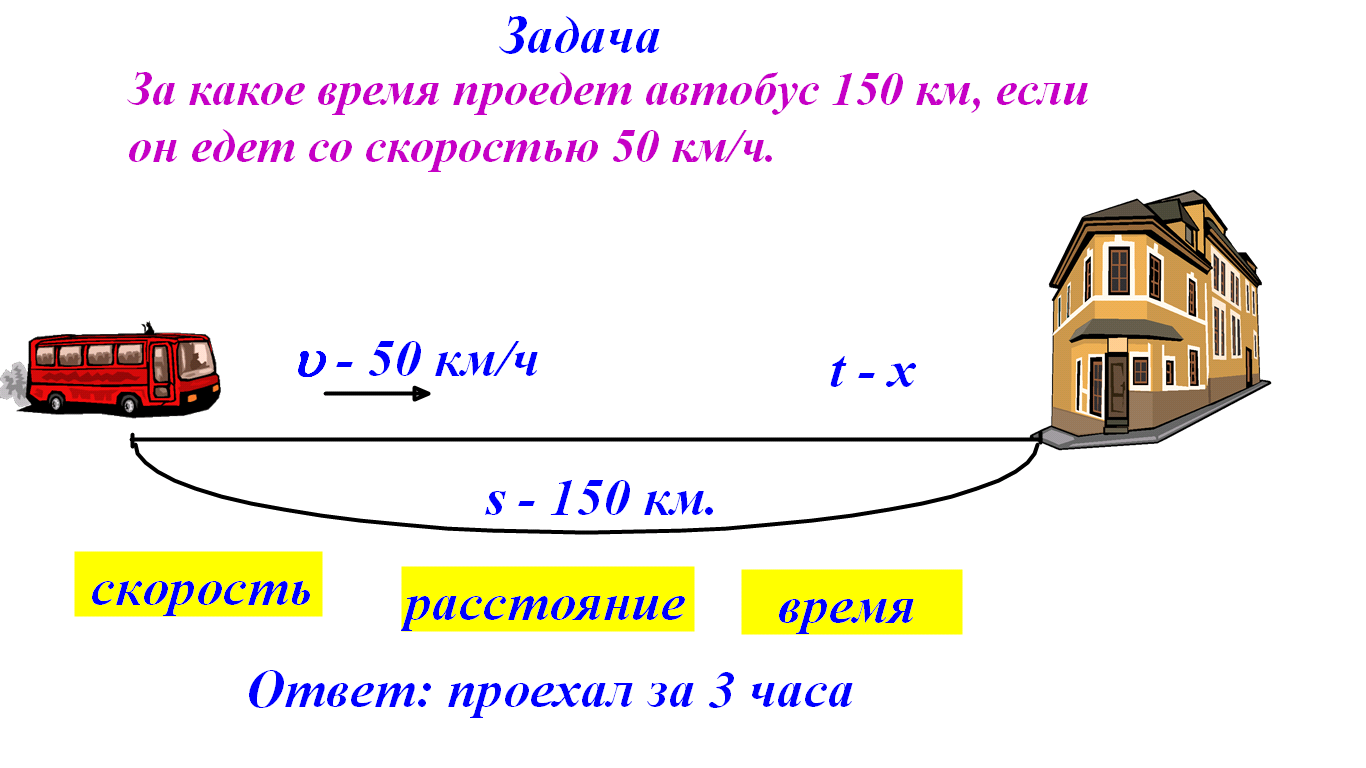 Задача
За какое время проедет автобус 150 км, если
он едет со скоростью 50 км/ч.
υ - 50 км/ч
t - x
s - 150 км.
скорость
расстояние
время
Ответ: проехал за 3 часа